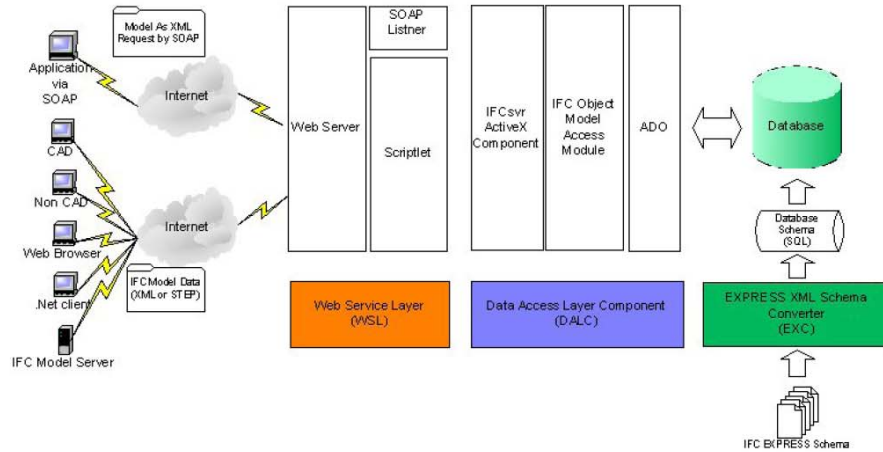 Model As XML
Request by SOAP
Application
via
SOAP
Internet
CAD
Non CAD
Web Browser
.Net client
IFC Model Server
Internet
IFC Model Data
(XML or STEP)
Web Server
SOAP
Listner
Scriptlet
IFCsvr
ActiveX
Component
IFC Object
Model
Access
Module
ADO
Database
Database
Schema
(SQL)
Web Service Layer
(WSL)
Data Access Layer Component
(DALC)
EXPRESS XML Schema
Converter
(EXC)
IFC EXPRESS Schema